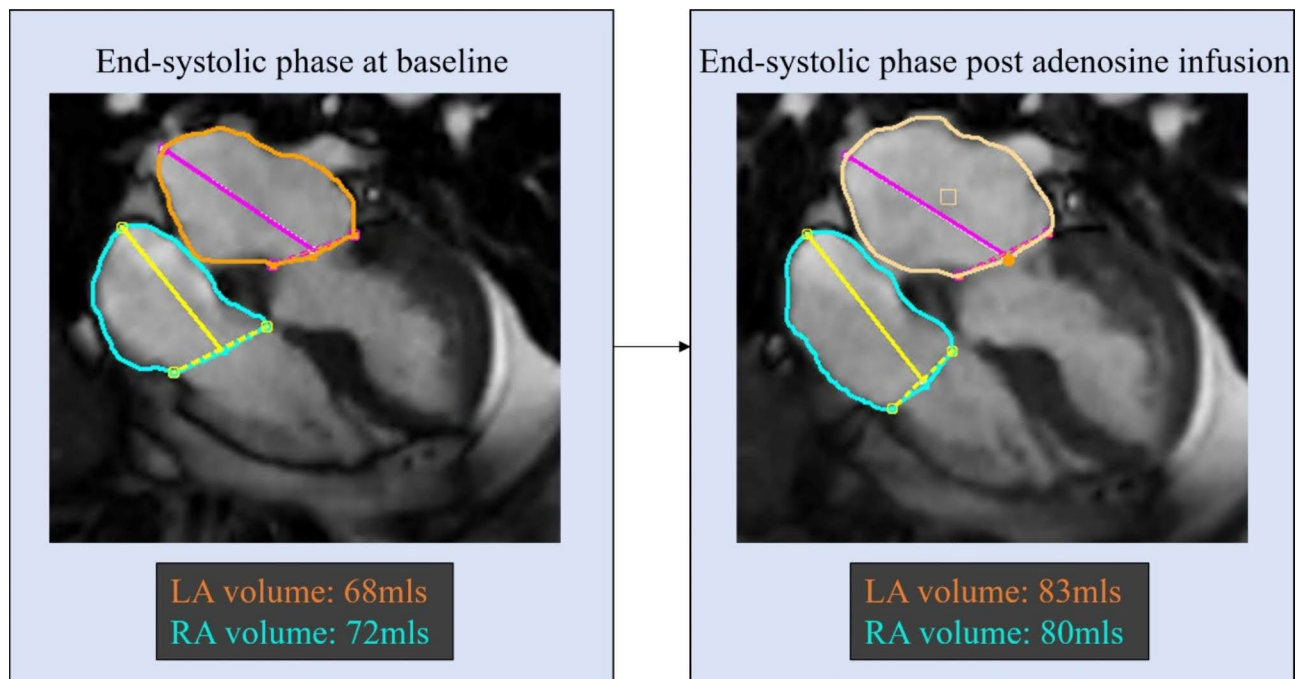 End-systolic phase at baseline
LA volume: 68mls
RA volume: 72mls
End-systolic phase post adenosine infusion
LA volume: 83mls
RA volume: 80mls